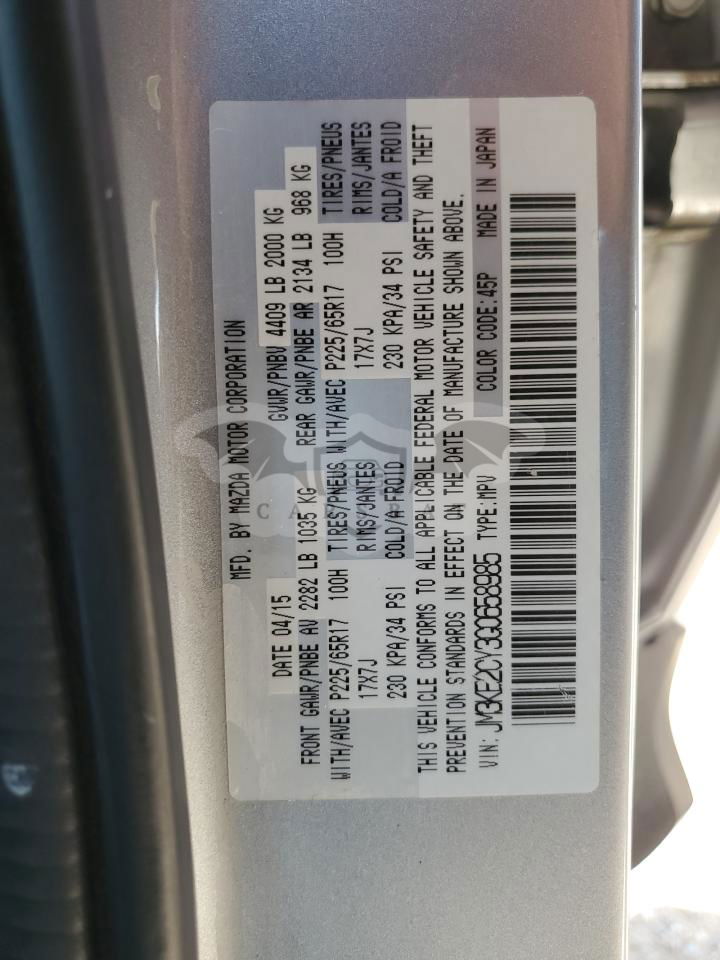 MFD. BY MAZDA MOTOR CORPORATION
DATE 04/15 GVWR/PNBV 4409 LB 2000 KG
FRONT GAWR/PNBE AV 2282 LB 1035 KG REAR GAWR/PNBE AR 2134 LB 968 KG
WITH/AVEC P225/65R17 100H TIRES/PNEUS WITH/AVEC P225/65R17 100H TIRES/PNEUS
17X7J RIMS/JANTES 17X7J RIMS/JANTES
230 KPA/34 PSI COLD/A FROID 230 KPA/34 PSI COLD/A FROID
THIS VEHICLE CONFORMS TO ALL APPLICABLE FEDERAL MOTOR VEHICLE SAFETY AND THEFT
PREVENTION STANDARDS IN EFFECT ON THE DATE OF MANUFACTURE SHOWN ABOVE.
VIN: JM3KE2CY3G0658985 TYPE:MPV COLOR CODE:45P MADE IN JAPAN